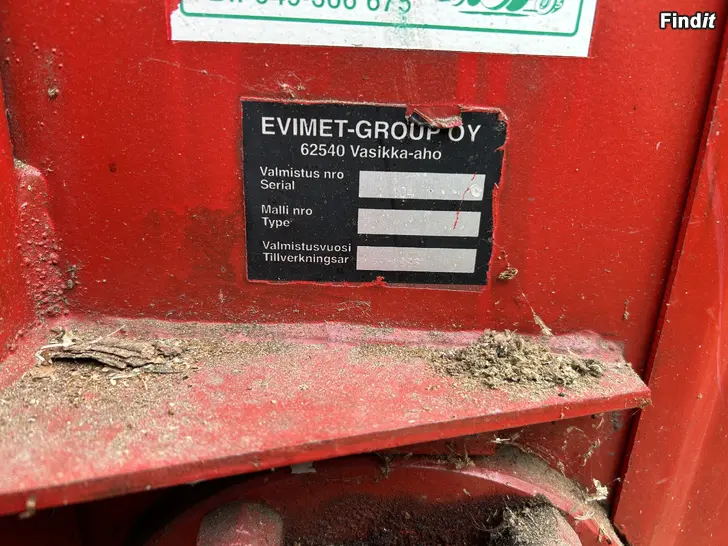 Findit
EVIMET-GROUP OY
62540 Vasikka-aho
Valmistus nro
Serial
Malli nro
Type
Valmistusvuosi
Tillverkningsår